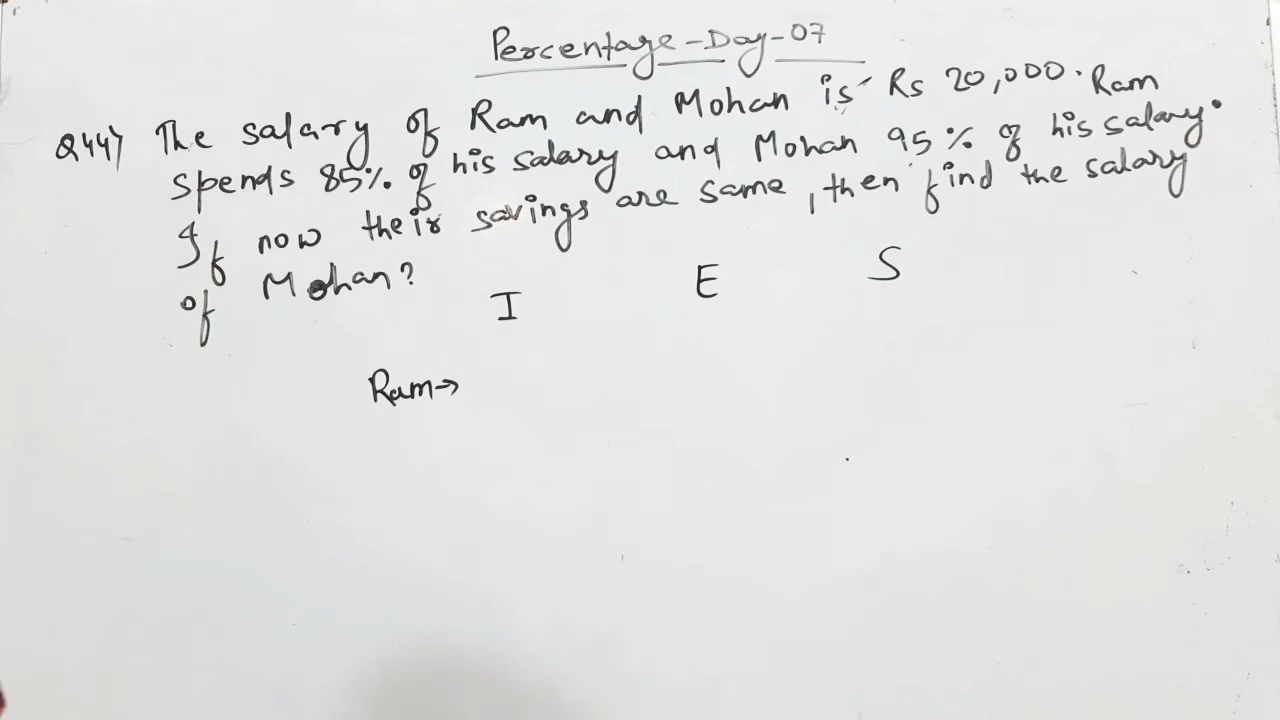 Percentage-Day-07
Q44) The salary of Ram and Mohan is Rs 20,000. Ram
spends 85% of his salary and Mohan 95% of his salary.
If now their savings are same, then find the salary
of Mohan?
I E S
Ram→